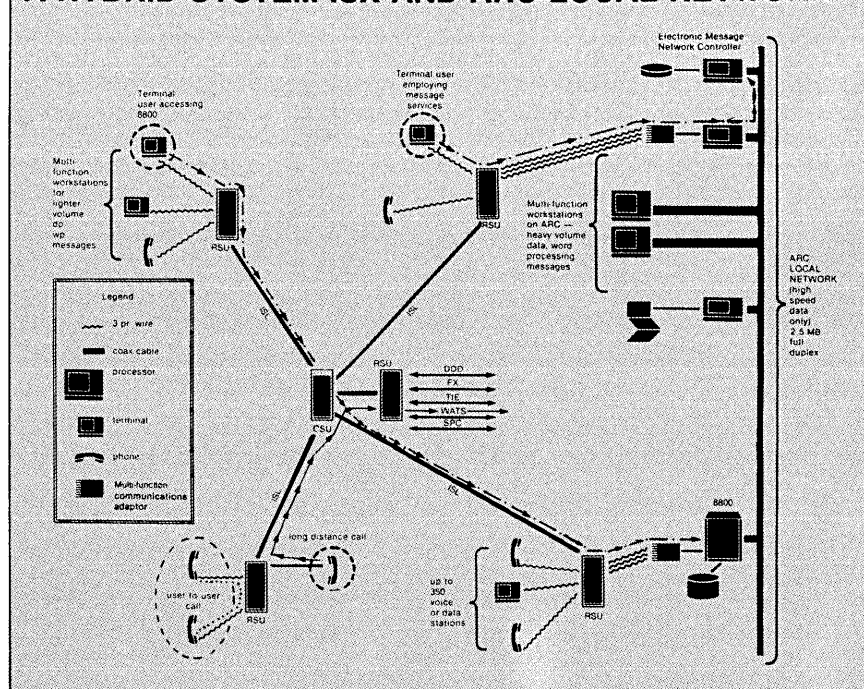 Electronic Message
Network Controller
Terminal
user accessing
8800
Terminal user
employing
message
services
Multi-
function
workstations
for
lighter
volume
dp
wp
messages
RSU
RSU
Multi-function
workstations
on ARC —
heavy volume
data, word
processing
messages
ARC
LOCAL
NETWORK
(high
speed
data
only)
2.5 MB
full
duplex
ISL
ISL
Legend
3 pr. wire
coax cable
processor
terminal
phone
Multi-function
communications
adaptor
RSU
DDD
FX
TIE
WATS
SPC
CSU
ISL
ISL
8800
long distance call
user to user
call
RSU
up to
350
voice
or data
stations
RSU